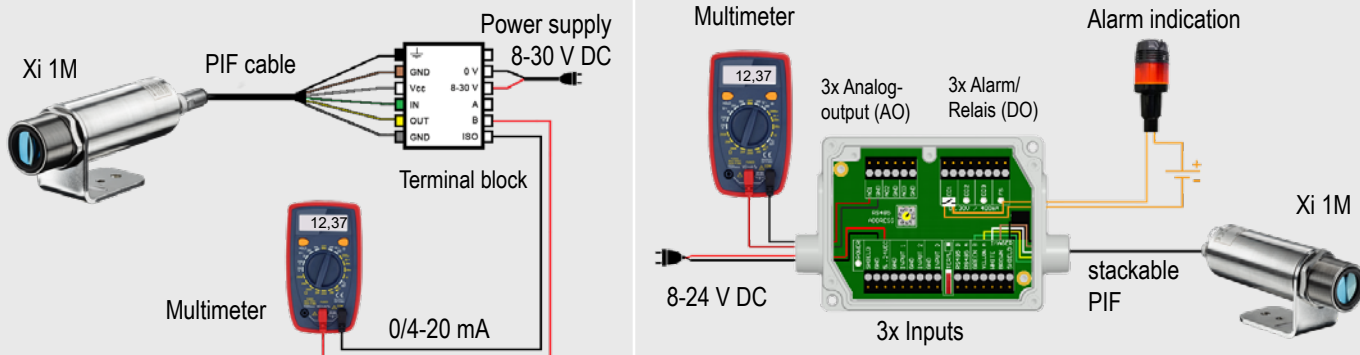 Xi 1M
PIF cable
Power supply
8-30 V DC
GND
Vcc
IN
OUT
GND
0 V
8-30 V
A
B
ISO
Terminal block
12,37
Multimeter
0/4-20 mA
Multimeter
12,37
3x Analog-
output (AO)
3x Alarm/
Relais (DO)
Alarm indication
RS485
ADDRESS
8-24 V DC
3x Inputs
stackable
PIF
Xi 1M